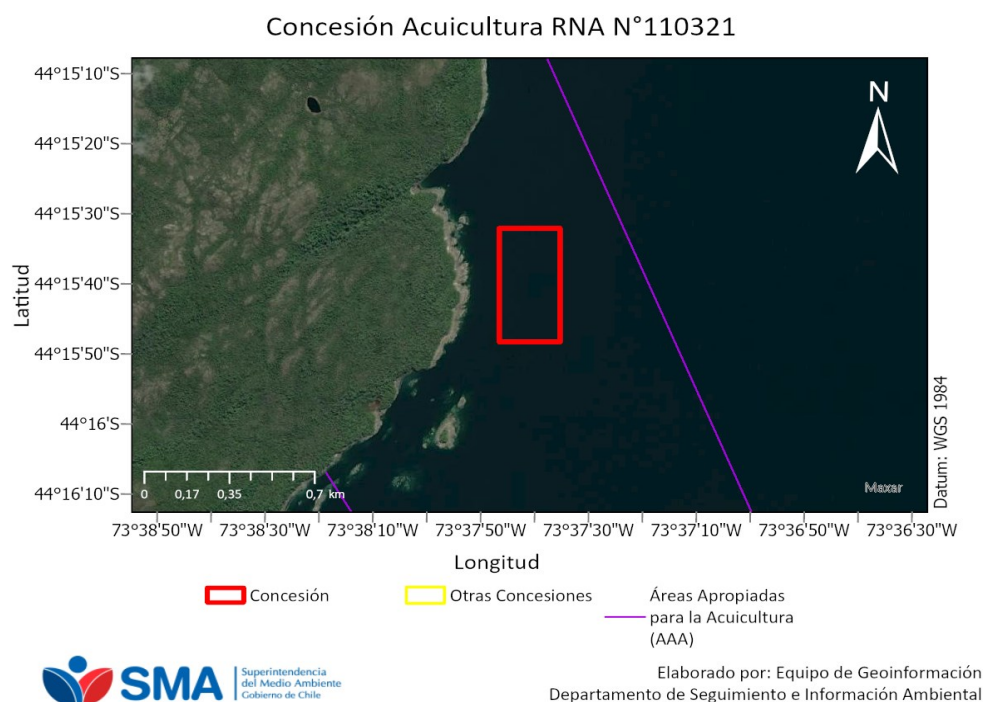 Concesión Acuicultura RNA N°110321
44°15'10"S
44°15'20"S
44°15'30"S
44°15'40"S
44°15'50"S
44°16'S
44°16'10"S
Latitud
N
Datum: WGS 1984
0 0,17 0,35 0,7 km
Maxar
73°38'50"W 73°38'30"W 73°38'10"W 73°37'50"W 73°37'30"W 73°37'10"W 73°36'50"W 73°36'30"W
Longitud
Concesión
Otras Concesiones
Áreas Apropiadas
para la Acuicultura
(AAA)
SMA
Superintendencia
del Medio Ambiente
Gobierno de Chile
Elaborado por: Equipo de Geoinformación
Departamento de Seguimiento e Información Ambiental